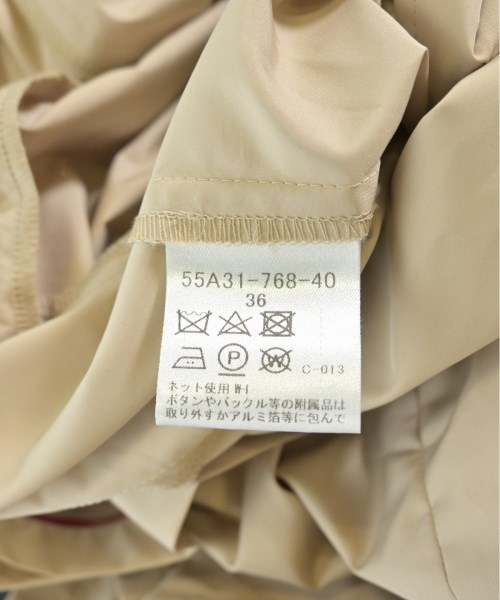 55A31-768-40
36
P W C-013
ネット使用 W-I
ボタンやバックル等の附属品は
取り外すかアルミ箔等に包んで